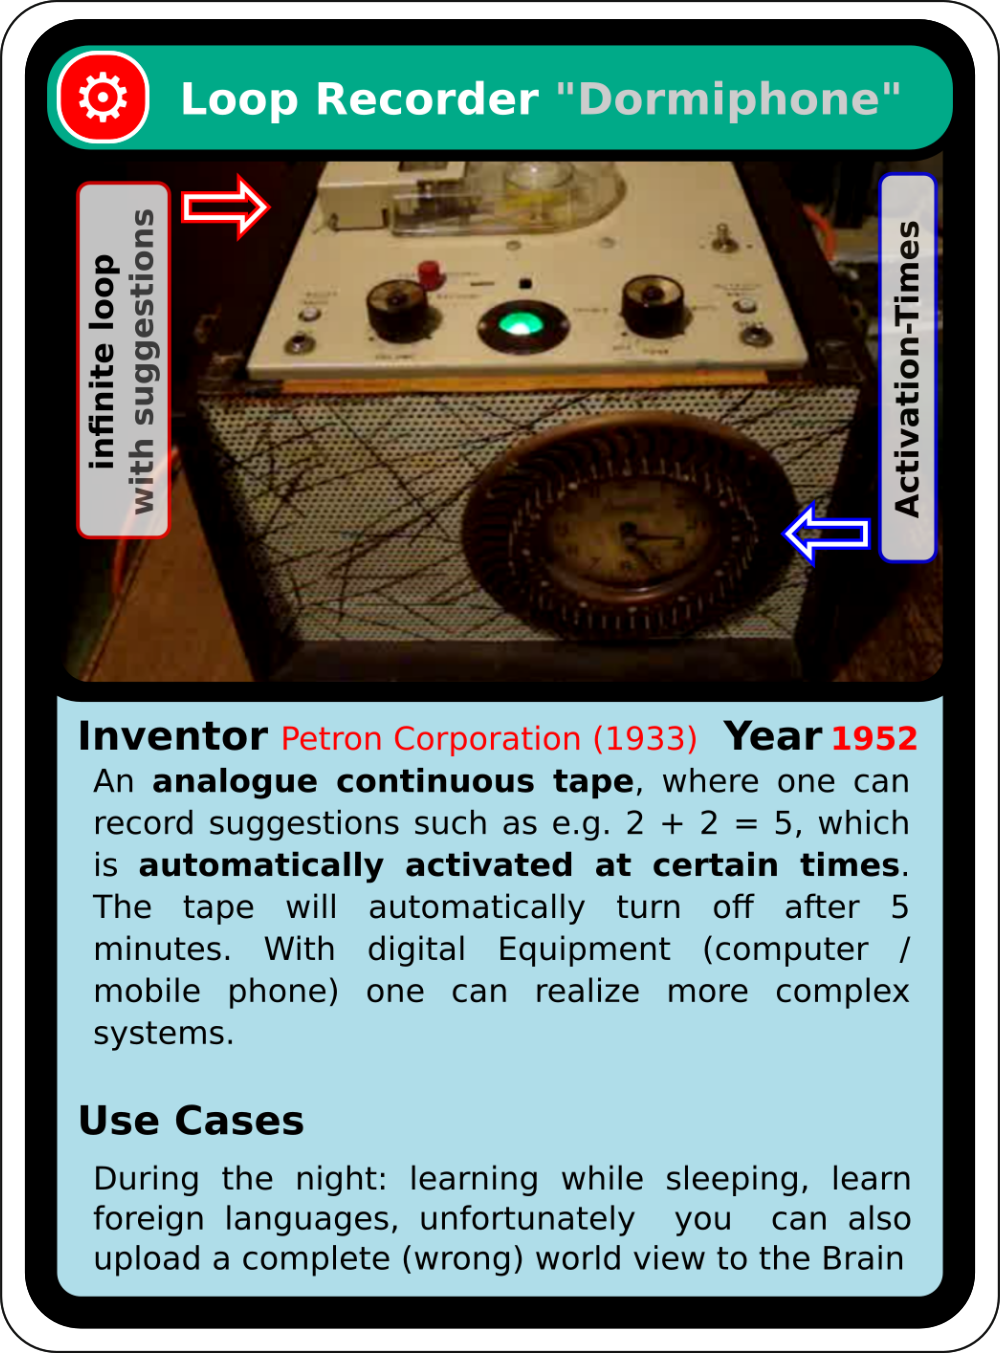 Loop Recorder "Dormiphone"
infinite loop
with suggestions
Activation-Times
Inventor Petron Corporation (1933) Year 1952
An analogue continuous tape, where one can
record suggestions such as e.g. 2 + 2 = 5, which
is automatically activated at certain times.
The tape will automatically turn off after 5
minutes. With digital Equipment (computer /
mobile phone) one can realize more complex
systems.
Use Cases
During the night: learning while sleeping, learn
foreign languages, unfortunately you can also
upload a complete (wrong) world view to the Brain